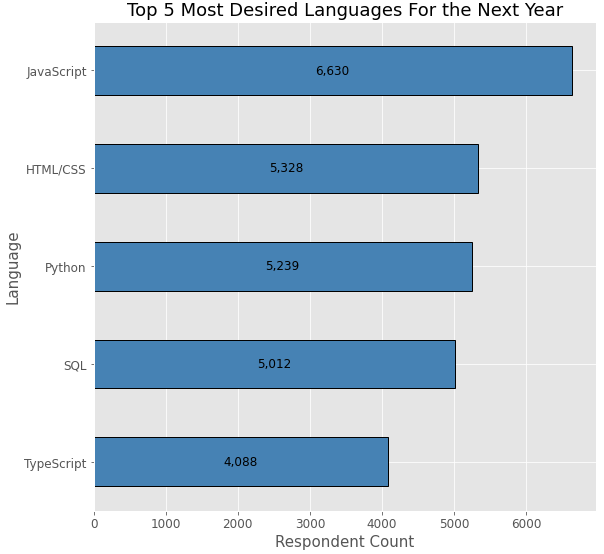 Top 5 Most Desired Languages For the Next Year
JavaScript
6,630
HTML/CSS
5,328
Python
5,239
SQL
5,012
TypeScript
4,088
Language
0 1000 2000 3000 4000 5000 6000
Respondent Count